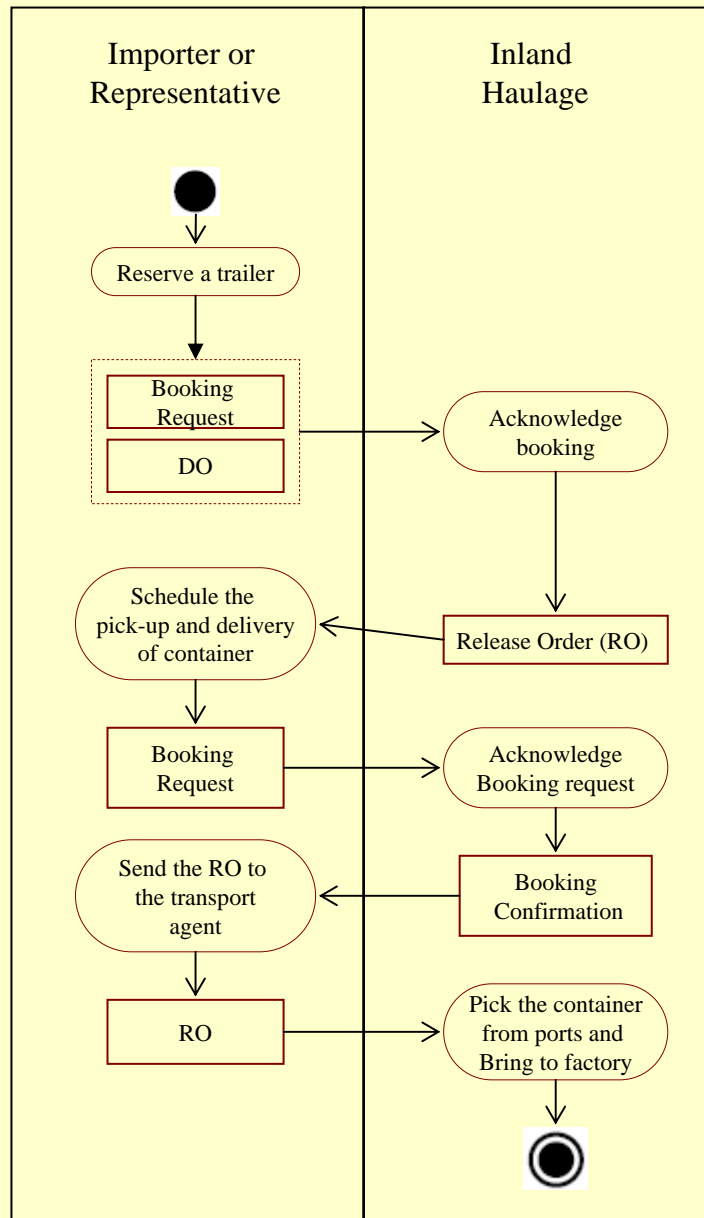 Importer or
Representative
Inland
Haulage
Reserve a trailer
Booking
Request
DO
Acknowledge
booking
Release Order (RO)
Schedule the
pick-up and delivery
of container
Booking
Request
Acknowledge
Booking request
Booking
Confirmation
Send the RO to
the transport
agent
RO
Pick the container
from ports and
Bring to factory